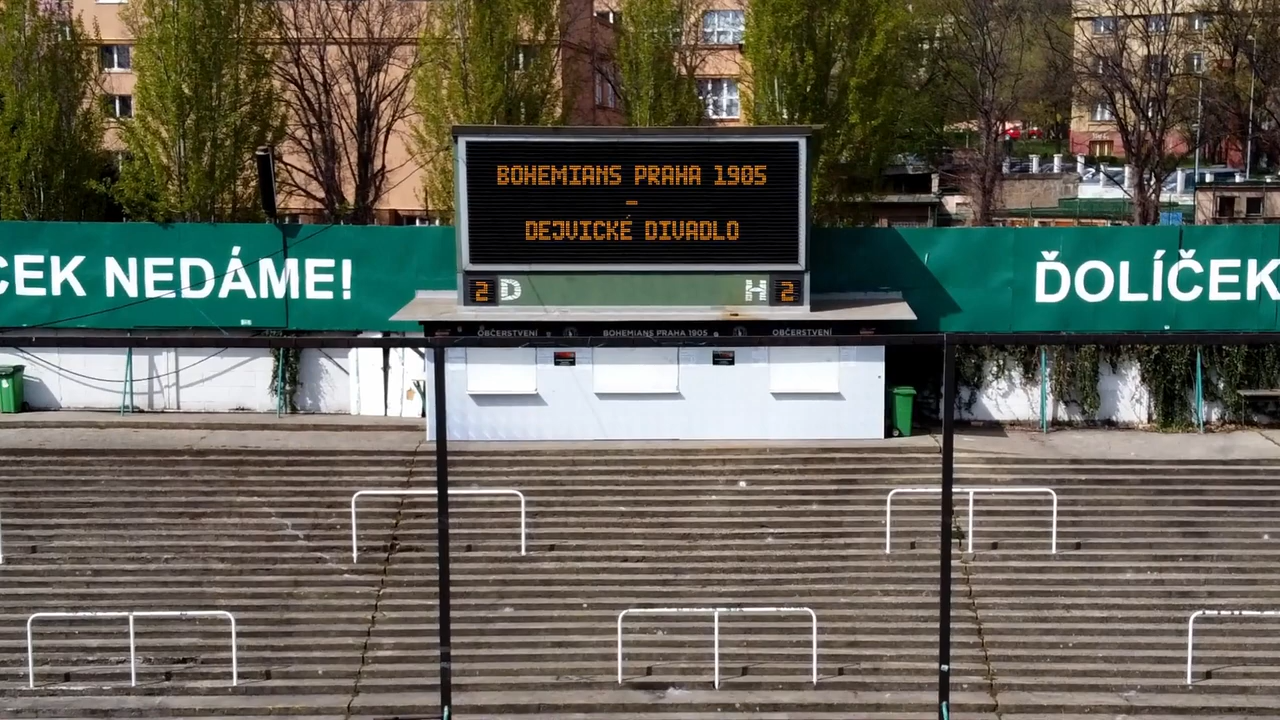 BOHEMIANS PRAHA 1905
-
DEJVICKÉ DIVADLO
2 D H 2
ČEK NEDÁME!
ĎOLÍČEK
OBČERSTVENÍ BOHEMIANS PRAHA 1905 OBČERSTVENÍ